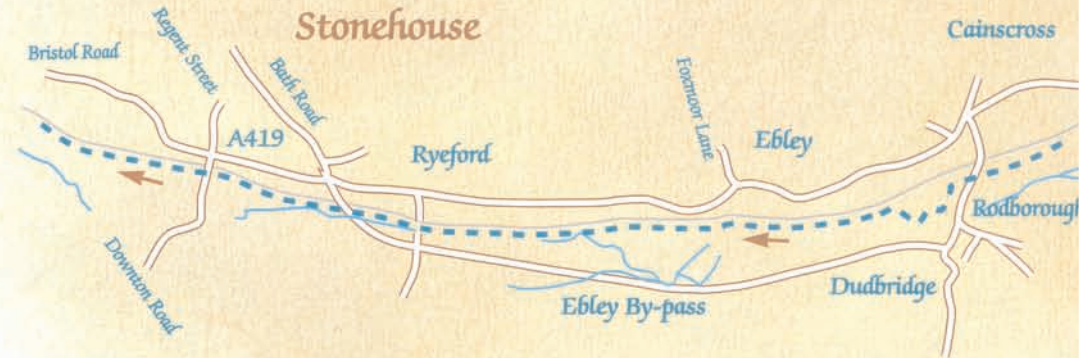 Stonehouse
Cainscross
Bristol Road
Regent Street
Bath Road
Foxmoor Lane
A419
Ryeford
Ebley
Rodborough
Downton Road
Ebley By-pass
Dudbridge